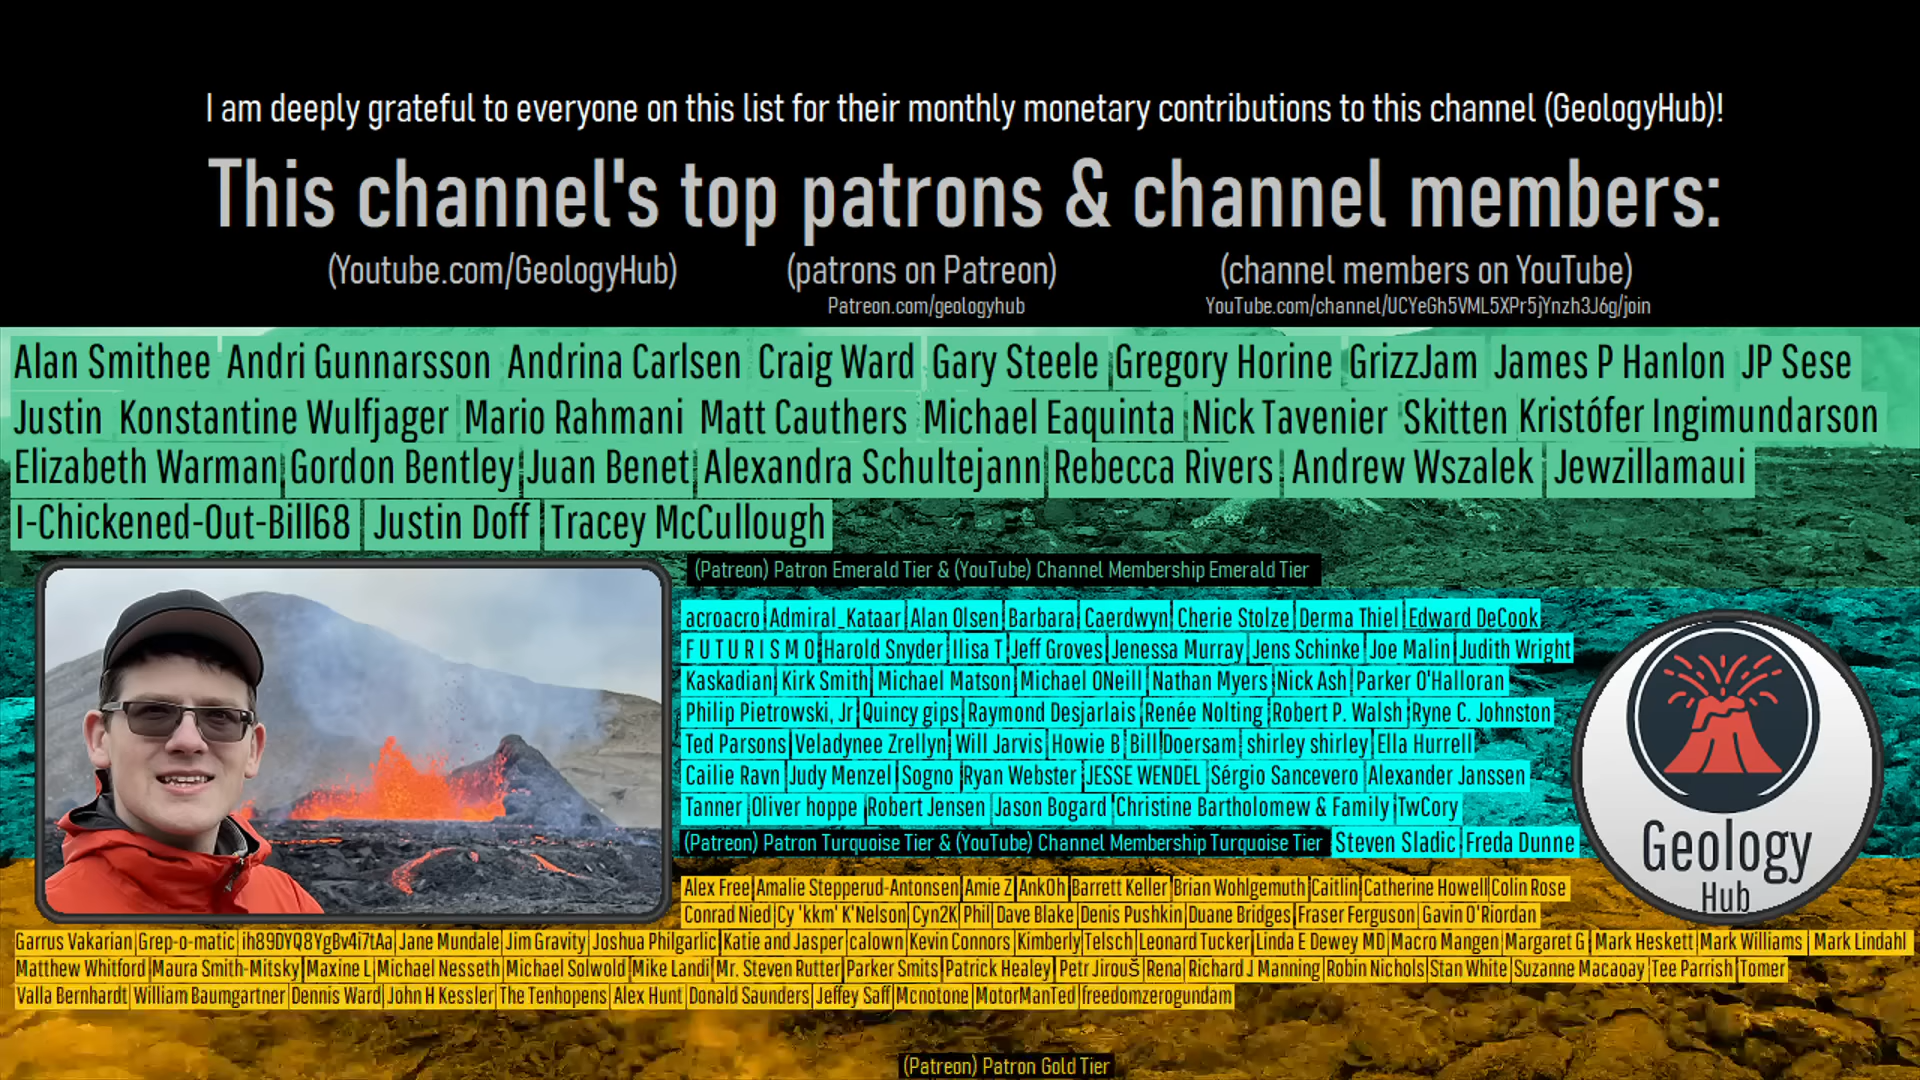 I am deeply grateful to everyone on this list for their monthly monetary contributions to this channel (GeologyHub)!
This channel's top patrons & channel members:
(Youtube.com/GeologyHub) (patrons on Patreon) (channel members on YouTube)
Patreon.com/geologyhub YouTube.com/channel/UCYeGh5VML5XPr5jYnzh3J6g/join
Alan Smithee Andri Gunnarsson Andrina Carlsen Craig Ward Gary Steele Gregory Horine GrizzJam James P Hanlon JP Sese
Justin Konstantine Wulfjager Mario Rahmani Matt Cauthers Michael Eaquinta Nick Tavenier Skitten Kristófer Ingimundarson
Elizabeth Warman Gordon Bentley Juan Benet Alexandra Schultejann Rebecca Rivers Andrew Wszalek Jewzillamaui
I-Chickened-Out-Bill68 Justin Doff Tracey McCullough
(Patreon) Patron Emerald Tier & (YouTube) Channel Membership Emerald Tier
acroacro Admiral_Kataar Alan Olsen Barbara Caerdwyn Cherie Stolze Derma Thiel Edward DeCook
F U T U R I S M O Harold Snyder Ilisa T Jeff Groves Jenessa Murray Jens Schinke Joe Malin Judith Wright
Kaskadian Kirk Smith Michael Matson Michael ONeill Nathan Myers Nick Ash Parker O'Halloran
Philip Pietrowski, Jr Quincy gips Raymond Desjarlais Renée Nolting Robert P. Walsh Ryne C. Johnston
Ted Parsons Veladynee Zrellyn Will Jarvis Howie B Bill Doersam shirley shirley Ella Hurrell
Cailie Ravn Judy Menzel Sogno Ryan Webster JESSE WENDEL Sérgio Sancevero Alexander Janssen
Tanner Oliver hoppe Robert Jensen Jason Bogard Christine Bartholomew & Family TwCory
(Patreon) Patron Turquoise Tier & (YouTube) Channel Membership Turquoise Tier Steven Sladic Freda Dunne
Geology
Hub
Alex Free Amalie Stepperud-Antonsen Amie Z AnkOh Barrett Keller Brian Wohlgemuth Caitlin Catherine Howell Colin Rose
Conrad Nied Cy 'kkm' K'Nelson Cyn2K Phil Dave Blake Denis Pushkin Duane Bridges Fraser Ferguson Gavin O'Riordan
Garrus Vakarian Grep-o-matic ih89DYQ8YgBv4i7tAa Jane Mundale Jim Gravity Joshua Philgarlic Katie and Jasper calown Kevin Connors Kimberly Telsch Leonard Tucker Linda E Dewey MD Macro Mangen Margaret G Mark Heskett Mark Williams Mark Lindahl
Matthew Whitford Maura Smith-Mitsky Maxine L Michael Nesseth Michael Solwold Mike Landi Mr. Steven Rutter Parker Smits Patrick Healey Petr Jirouš Rena Richard J Manning Robin Nichols Stan White Suzanne Macaoay Tee Parrish Tomer
Valla Bernhardt William Baumgartner Dennis Ward John H Kessler The Tenhopens Alex Hunt Donald Saunders Jeffey Saff Mcnotone MotorManTed freedomzerogundam
(Patreon) Patron Gold Tier